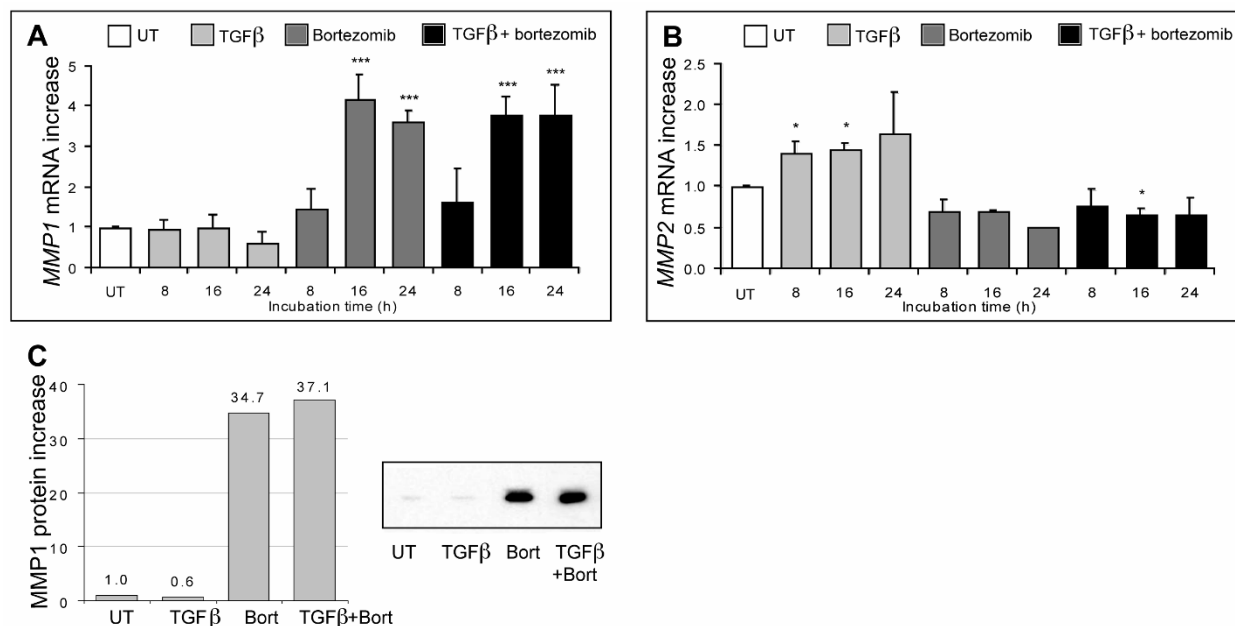 A
UT TGFβ Bortezomib TGFβ+ bortezomib
MMP1 mRNA increase
5
4
3
2
1
0
*** *** *** ***
UT 8 16 24 8 16 24 8 16 24
Incubation time (h)
B
UT TGFβ Bortezomib TGFβ + bortezomib
MMP2 mRNA increase
2.5
2.0
1.5
1.0
0.5
0.0
* * *
UT 8 16 24 8 16 24 8 16 24
Incubation time (h)
C
MMP1 protein increase
40
30
20
10
0
1.0 0.6 34.7 37.1
UT TGFβ Bort TGFβ+Bort
UT TGFβ Bort TGFβ
+Bort